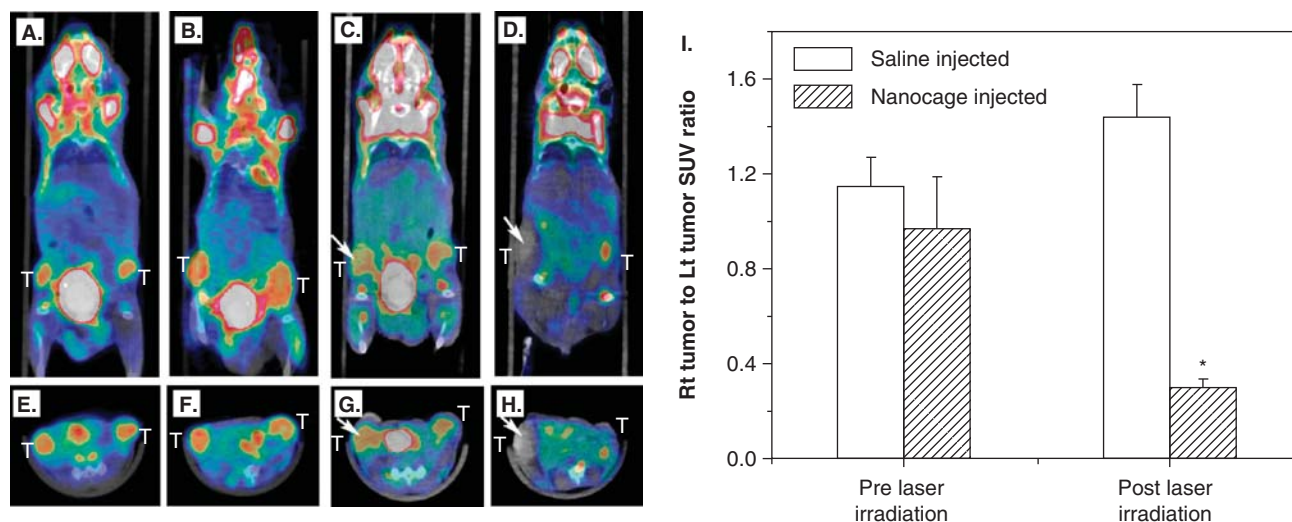 A.
B.
C.
D.
T
T
T
T
T
T
T
T
E.
F.
G.
H.
T
T
T
T
T
T
T
T
I.
Saline injected
Nanocage injected
Rt tumor to Lt tumor SUV ratio
1.6
1.2
0.8
0.4
0.0
*
Pre laser
irradiation
Post laser
irradiation